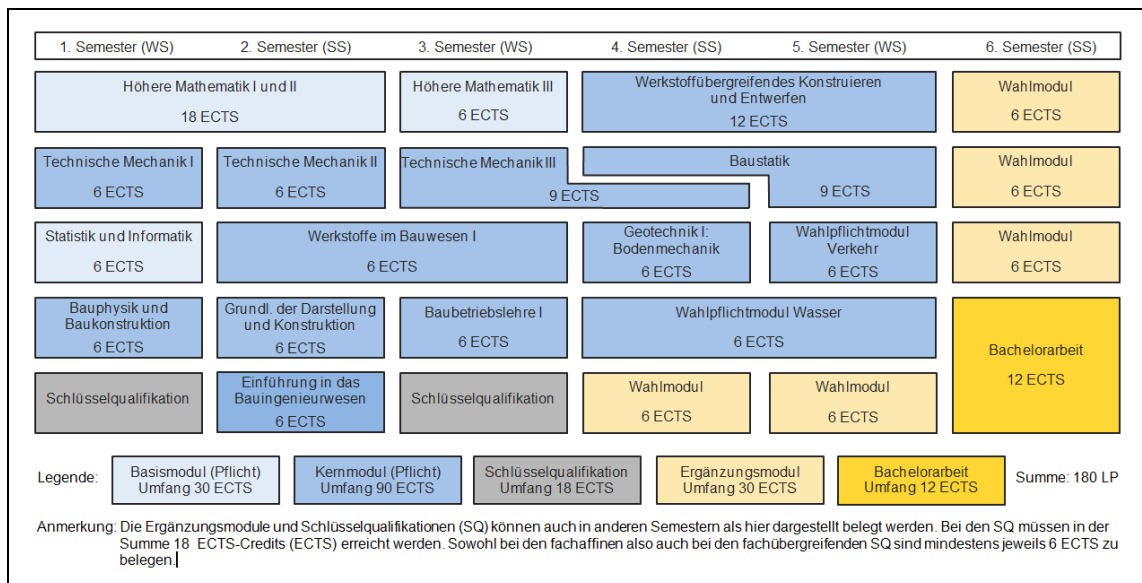 1. Semester (WS) 2. Semester (SS) 3. Semester (WS) 4. Semester (SS) 5. Semester (WS) 6. Semester (SS)
Höhere Mathematik I und II
18 ECTS
Höhere Mathematik III
6 ECTS
Werkstoffübergreifendes Konstruieren
und Entwerfen
12 ECTS
Wahlmodul
6 ECTS
Technische Mechanik I
6 ECTS
Technische Mechanik II
6 ECTS
Technische Mechanik III
9 ECTS
Baustatik
9 ECTS
Wahlmodul
6 ECTS
Statistik und Informatik
6 ECTS
Werkstoffe im Bauwesen I
6 ECTS
Geotechnik I:
Bodenmechanik
6 ECTS
Wahlpflichtmodul
Verkehr
6 ECTS
Wahlmodul
6 ECTS
Bauphysik und
Baukonstruktion
6 ECTS
Grundl. der Darstellung
und Konstruktion
6 ECTS
Baubetriebslehre I
6 ECTS
Wahlpflichtmodul Wasser
6 ECTS
Bachelorarbeit
12 ECTS
Schlüsselqualifikation
Einführung in das
Bauingenieurwesen
6 ECTS
Schlüsselqualifikation
Wahlmodul
6 ECTS
Wahlmodul
6 ECTS
Legende:
Basismodul (Pflicht)
Umfang 30 ECTS
Kernmodul (Pflicht)
Umfang 90 ECTS
Schlüsselqualifikation
Umfang 18 ECTS
Ergänzungsmodul
Umfang 30 ECTS
Bachelorarbeit
Umfang 12 ECTS
Summe: 180 LP
Anmerkung: Die Ergänzungsmodule und Schlüsselqualifikationen (SQ) können auch in anderen Semestern als hier dargestellt belegt werden. Bei den SQ müssen in der
Summe 18 ECTS-Credits (ECTS) erreicht werden. Sowohl bei den fachaffinen also auch bei den fachübergreifenden SQ sind mindestens jeweils 6 ECTS zu
belegen.